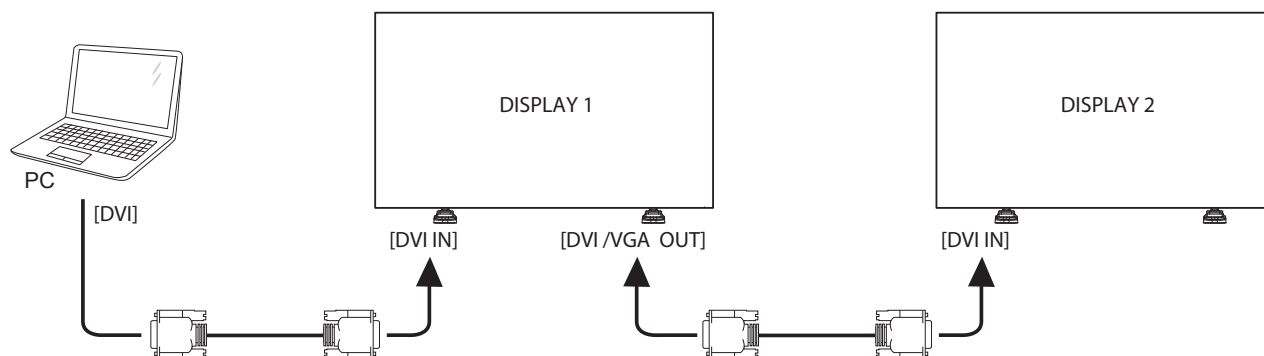 DISPLAY 1
DISPLAY 2
PC
[DVI]
[DVI IN]
[DVI /VGA OUT]
[DVI IN]